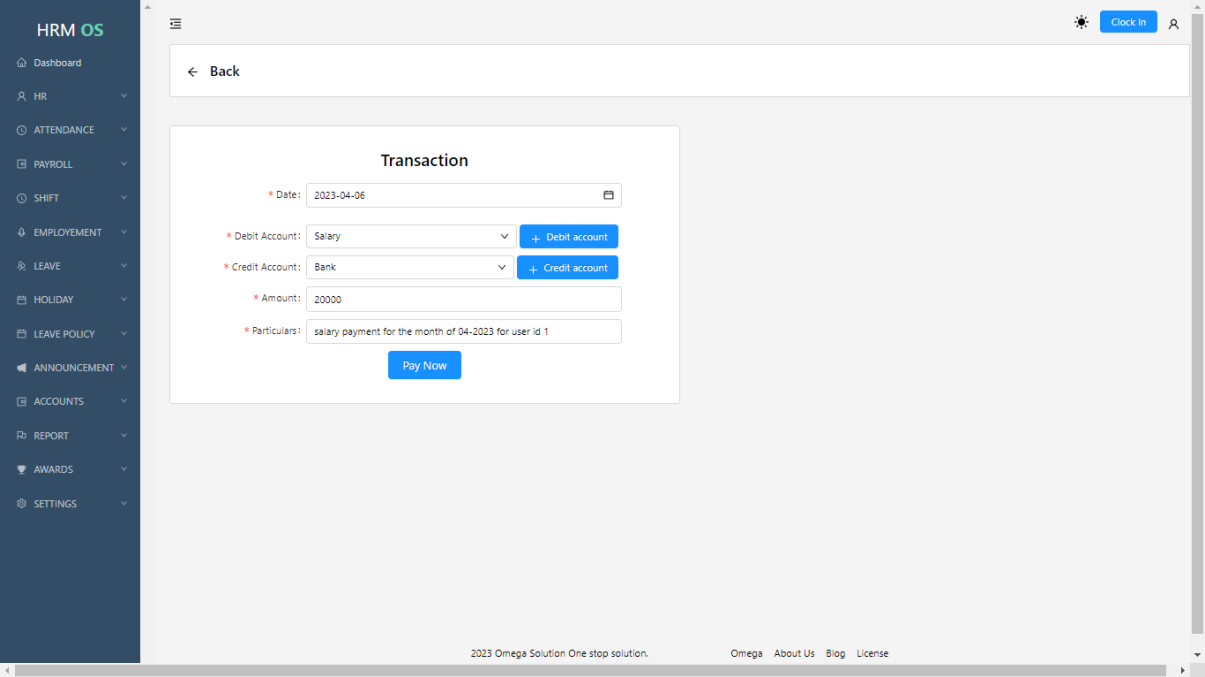 HRM OS
Dashboard
HR
ATTENDANCE
PAYROLL
SHIFT
EMPLOYEMENT
LEAVE
HOLIDAY
LEAVE POLICY
ANNOUNCEMENT
ACCOUNTS
REPORT
AWARDS
SETTINGS
Clock In
Back
Transaction
* Date: 2023-04-06
* Debit Account: Salary + Debit account
* Credit Account: Bank + Credit account
* Amount: 20000
* Particulars: salary payment for the month of 04-2023 for user id 1
Pay Now
2023 Omega Solution One stop solution. Omega About Us Blog License